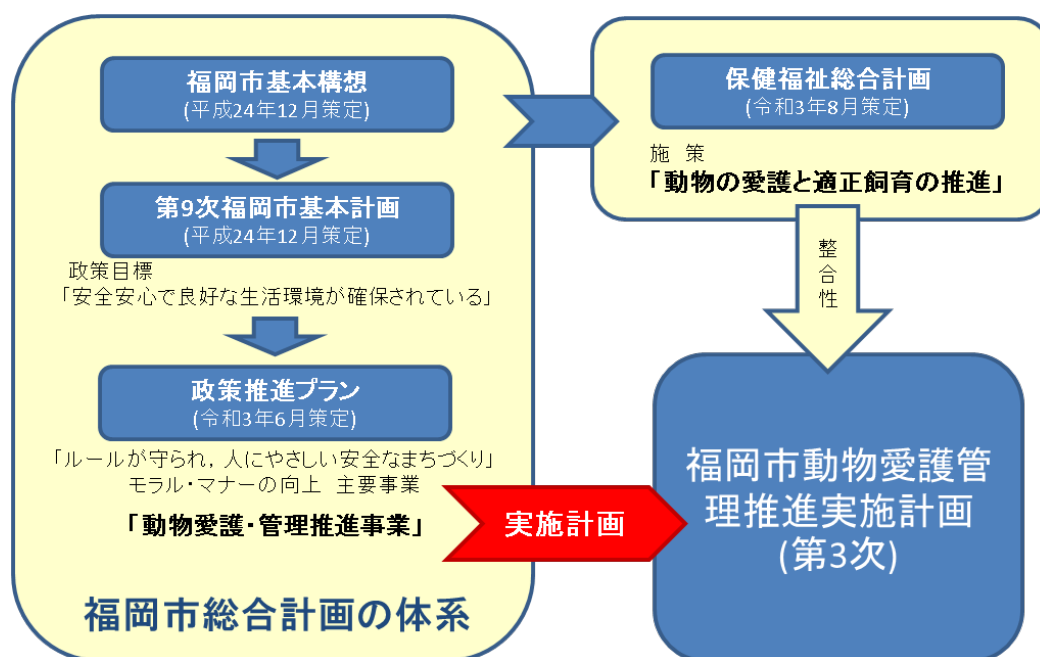 福岡市基本構想
(平成24年12月策定)
第9次福岡市基本計画
(平成24年12月策定)
政策目標
「安全安心で良好な生活環境が確保されている」
政策推進プラン
(令和3年6月策定)
「ルールが守られ，人にやさしい安全なまちづくり」
モラル・マナーの向上 主要事業
「動物愛護・管理推進事業」
福岡市総合計画の体系
保健福祉総合計画
(令和3年8月策定)
施 策
「動物の愛護と適正飼育の推進」
整合性
実施計画
福岡市動物愛護管
理推進実施計画
(第3次)